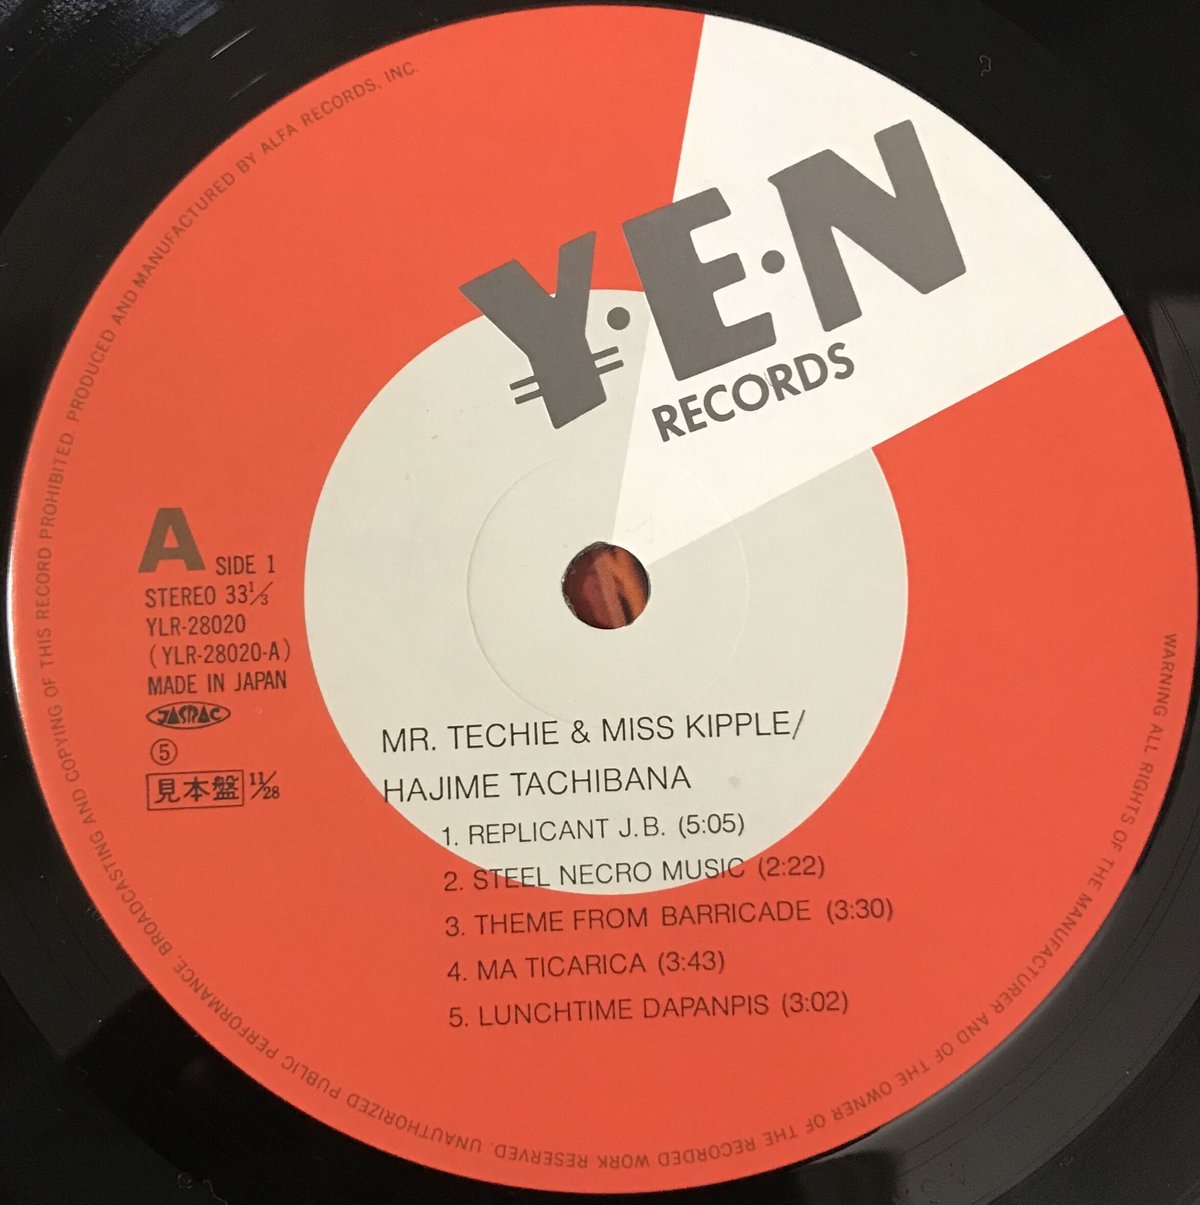 Y·E·N
RECORDS
A SIDE 1
STEREO 33⅓
YLR-28020
(YLR-28020-A)
MADE IN JAPAN
JASRAC
⑤
見本盤 11/28
MR. TECHIE & MISS KIPPLE/
HAJIME TACHIBANA
1. REPLICANT J.B. (5:05)
2. STEEL NECRO MUSIC (2:22)
3. THEME FROM BARRICADE (3:30)
4. MA TICARICA (3:43)
5. LUNCHTIME DAPANPIS (3:02)
WARNING ALL RIGHTS OF THE MANUFACTURER AND OF THE OWNER OF THE RECORDED WORK RESERVED. UNAUTHORIZED PUBLIC PERFORMANCE, BROADCASTING AND COPYING OF THIS RECORD PROHIBITED. PRODUCED AND MANUFACTURED BY ALFA RECORDS, INC.